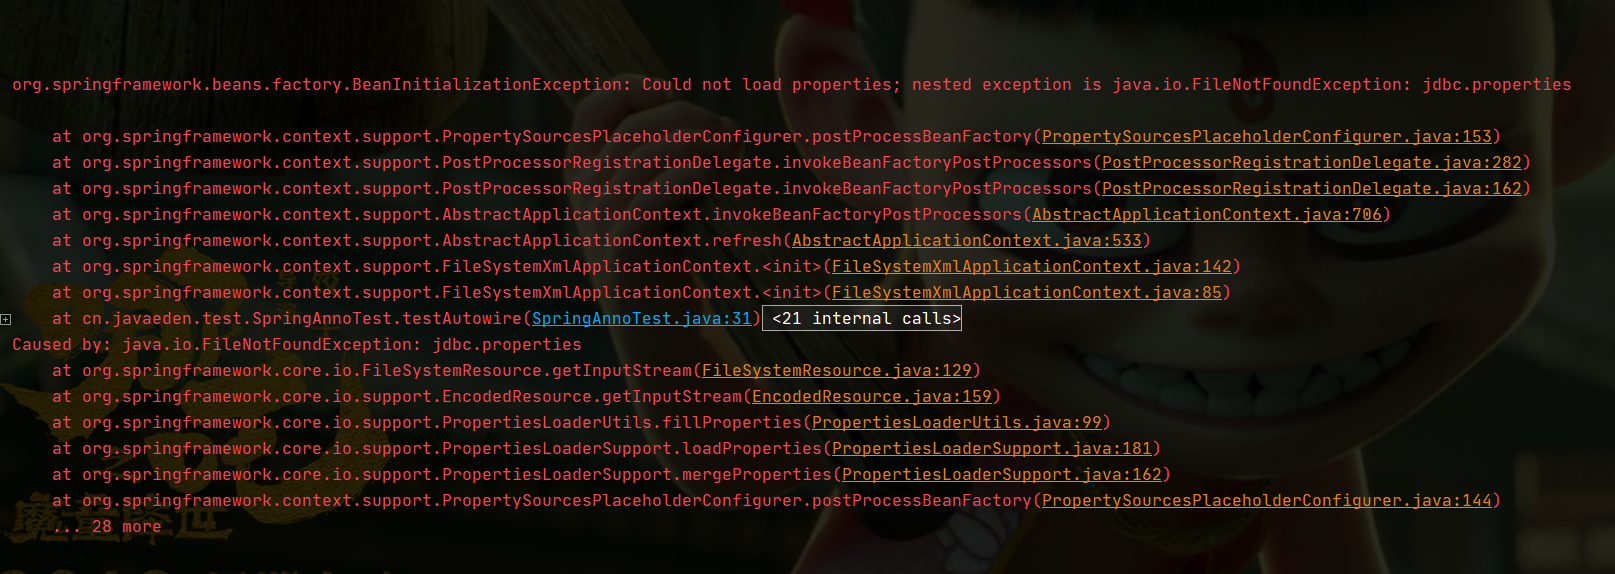 org.springframework.beans.factory.BeanInitializationException: Could not load properties; nested exception is java.io.FileNotFoundException: jdbc.properties
at org.springframework.context.support.PropertySourcesPlaceholderConfigurer.postProcessBeanFactory(PropertySourcesPlaceholderConfigurer.java:153)
at org.springframework.context.support.PostProcessorRegistrationDelegate.invokeBeanFactoryPostProcessors(PostProcessorRegistrationDelegate.java:282)
at org.springframework.context.support.PostProcessorRegistrationDelegate.invokeBeanFactoryPostProcessors(PostProcessorRegistrationDelegate.java:162)
at org.springframework.context.support.AbstractApplicationContext.invokeBeanFactoryPostProcessors(AbstractApplicationContext.java:706)
at org.springframework.context.support.AbstractApplicationContext.refresh(AbstractApplicationContext.java:533)
at org.springframework.context.support.FileSystemXmlApplicationContext.<init>(FileSystemXmlApplicationContext.java:142)
at org.springframework.context.support.FileSystemXmlApplicationContext.<init>(FileSystemXmlApplicationContext.java:85)
at cn.javaeden.test.SpringAnnoTest.testAutowire(SpringAnnoTest.java:31) <21 internal calls>
Caused by: java.io.FileNotFoundException: jdbc.properties
at org.springframework.core.io.FileSystemResource.getInputStream(FileSystemResource.java:129)
at org.springframework.core.io.support.EncodedResource.getInputStream(EncodedResource.java:159)
at org.springframework.core.io.support.PropertiesLoaderUtils.fillProperties(PropertiesLoaderUtils.java:99)
at org.springframework.core.io.support.PropertiesLoaderSupport.loadProperties(PropertiesLoaderSupport.java:181)
at org.springframework.core.io.support.PropertiesLoaderSupport.mergeProperties(PropertiesLoaderSupport.java:162)
at org.springframework.context.support.PropertySourcesPlaceholderConfigurer.postProcessBeanFactory(PropertySourcesPlaceholderConfigurer.java:144)
... 28 more